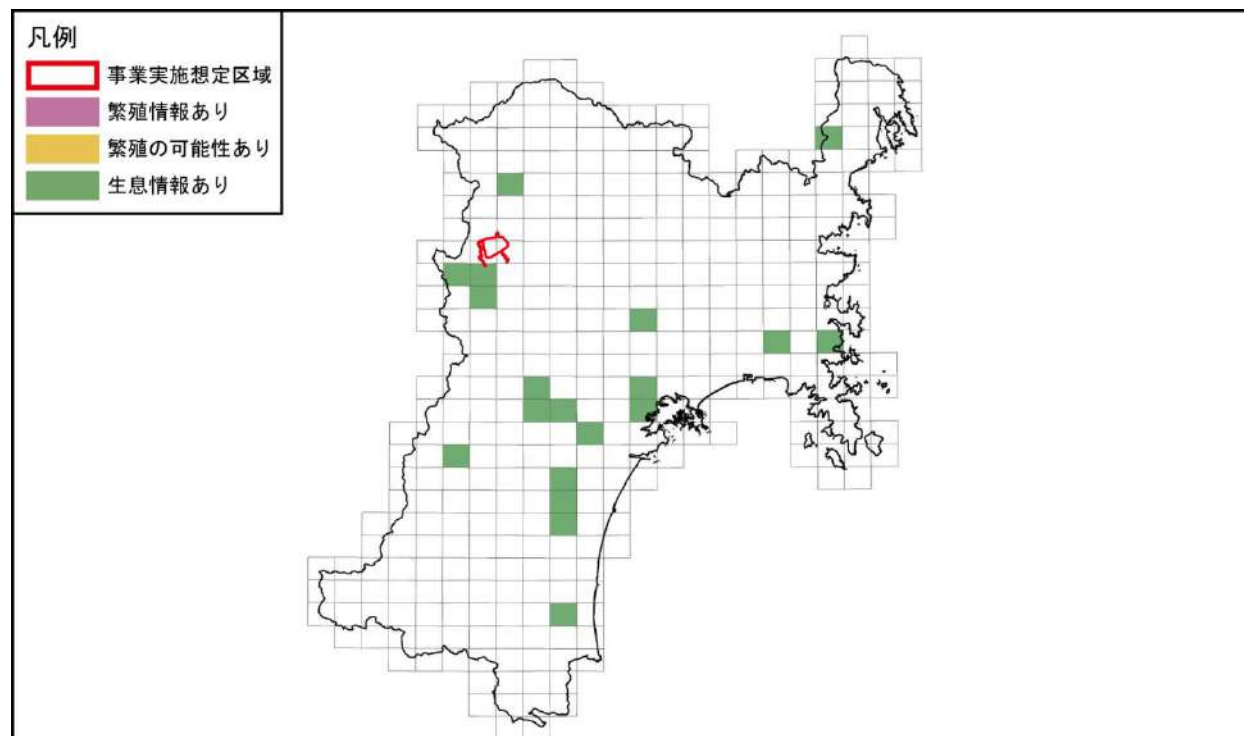 凡例
事業実施想定区域
繁殖情報あり
繁殖の可能性あり
生息情報あり